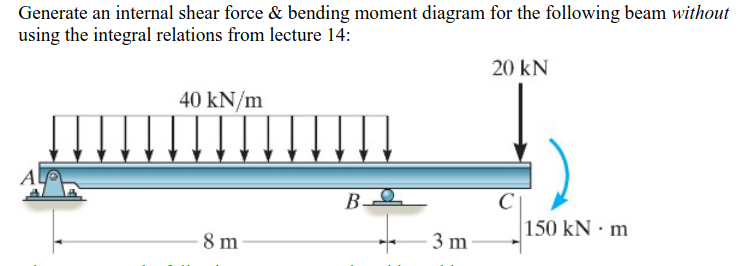 Generate an internal shear force & bending moment diagram for the following beam without
using the integral relations from lecture 14:
20 kN
40 kN/m
A
B
C
150 kN · m
8 m
3 m